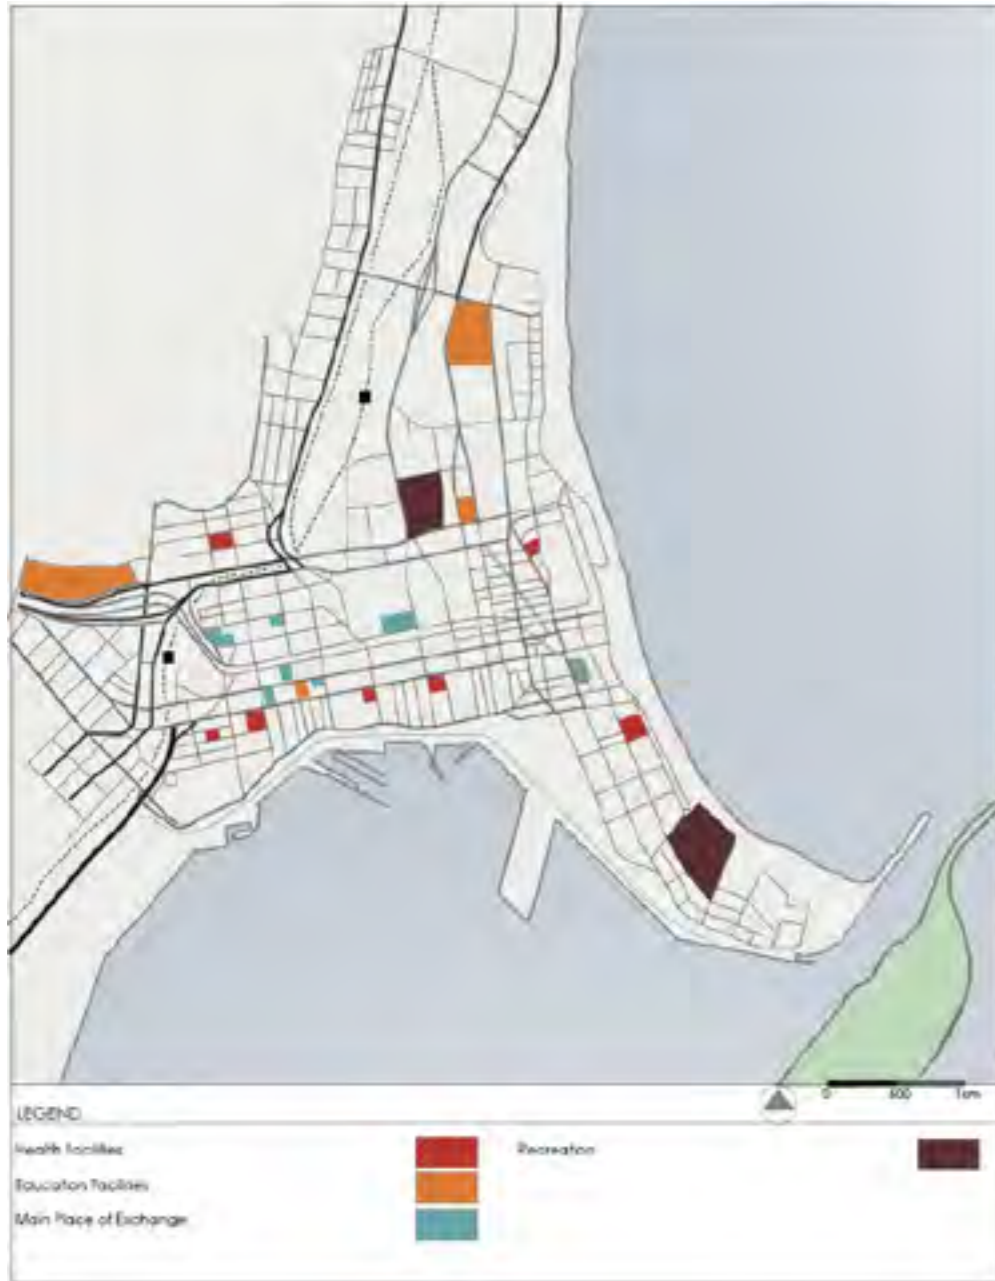 0 500 1km
LEGEND
Health Facilities
Recreation
Education Facilities
Main Place of Exchange